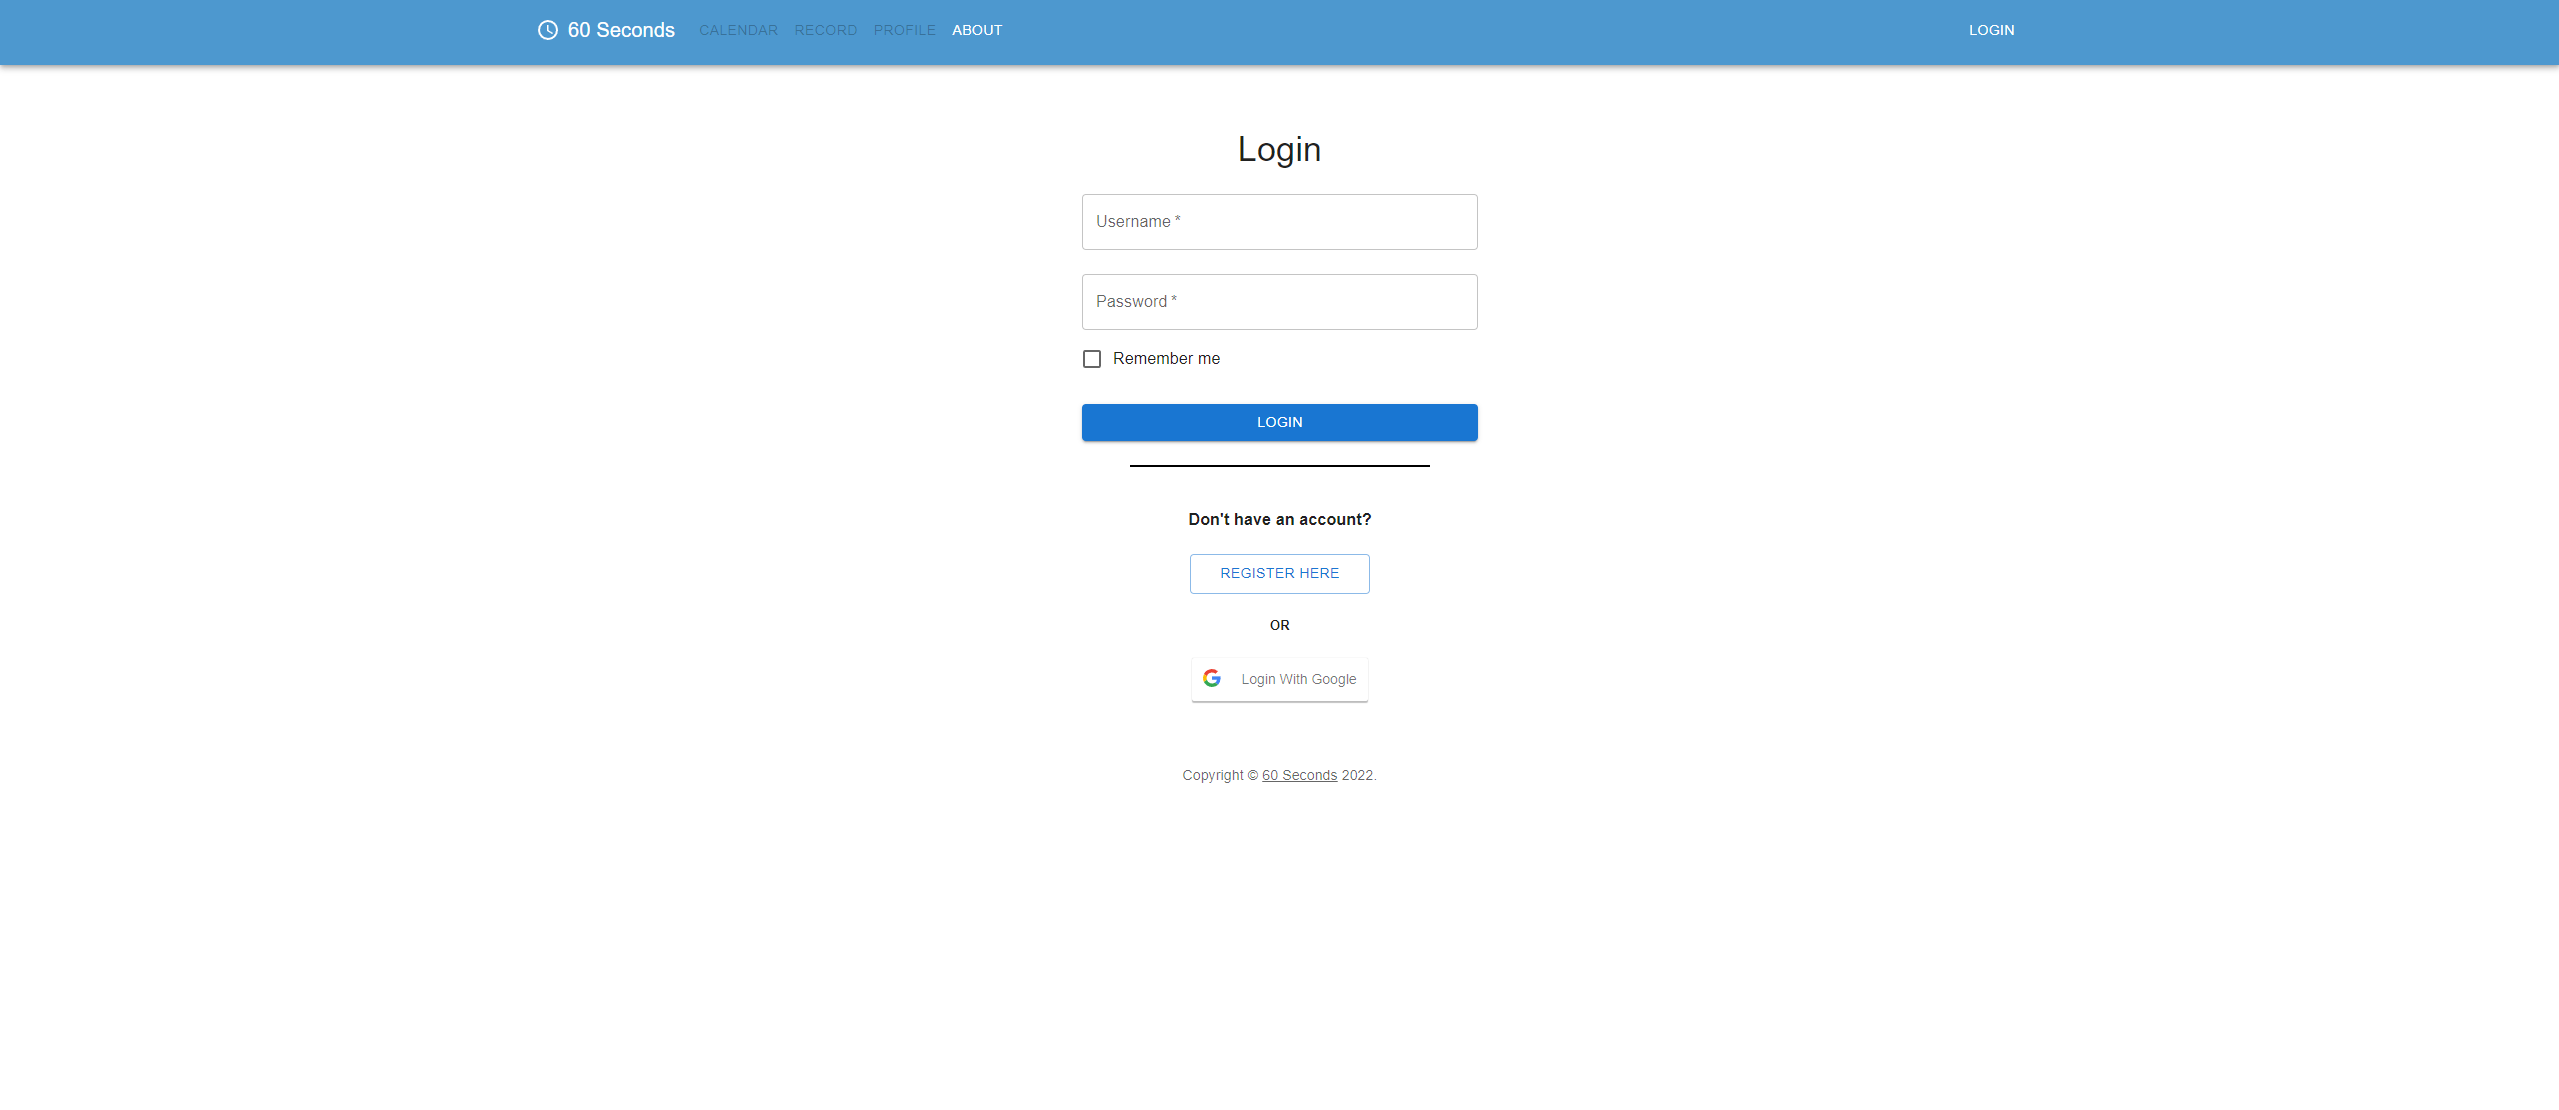 60 Seconds CALENDAR RECORD PROFILE ABOUT LOGIN
Login
Username *
Password *
Remember me
LOGIN
Don't have an account?
REGISTER HERE
OR
Login With Google
Copyright © 60 Seconds 2022.